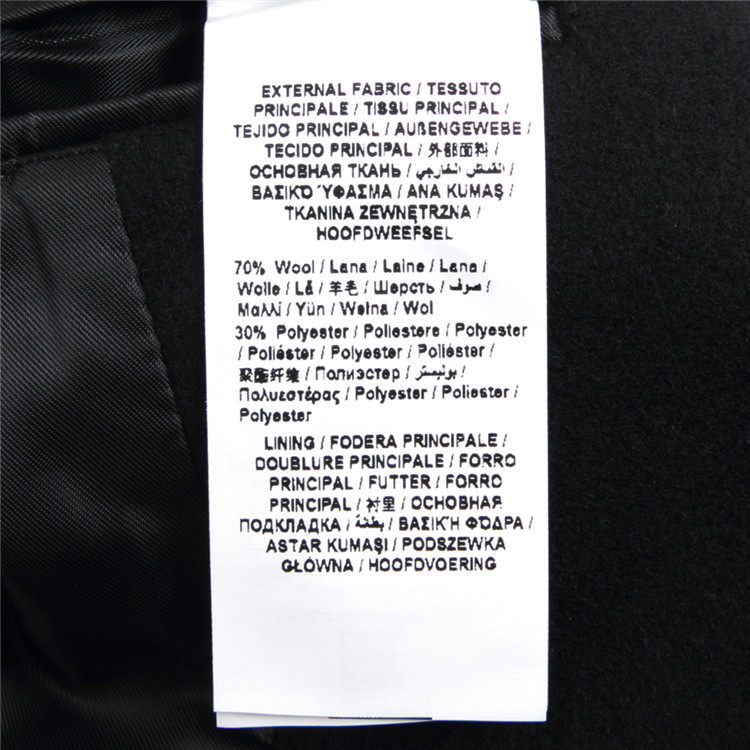 EXTERNAL FABRIC / TESSUTO
PRINCIPALE / TISSU PRINCIPAL /
TEJIDO PRINCIPAL / AUßENGEWEBE /
TECIDO PRINCIPAL / 外部面料 /
ОСНОВНАЯ ТКАНЬ / القماش الخارجي /
ΒΑΣΙΚΌ ΎΦΑΣΜΑ / ANA KUMAŞ /
TKANINA ZEWNĘTRZNA /
HOOFDWEEFSEL
70% Wool / Lana / Laine / Lana /
Wolle / Lã / 羊毛 / Шерсть / صوف /
Μαλλί / Yün / Wełna / Wol
30% Polyester / Poliestere / Polyester
/ Poliéster / Polyester / Poliéster /
聚酯纤维 / Полиэстер / بوليستر /
Πολυεστέρας / Polyester / Poliester /
Polyester
LINING / FODERA PRINCIPALE /
DOUBLURE PRINCIPALE / FORRO
PRINCIPAL / FUTTER / FORRO
PRINCIPAL / 衬里 / ОСНОВНАЯ
ПОДКЛАДКА / بطانة / ΒΑΣΙΚΉ ΦΌΔΡΑ /
ASTAR KUMAŞI / PODSZEWKA
GŁÓWNA / HOOFDVOERING